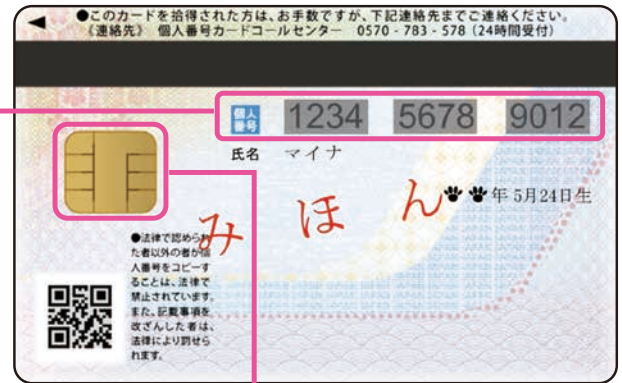 ●このカードを拾得された方は、お手数ですが、下記連絡先までご連絡ください。
《連絡先》 個人番号カードコールセンター 0570-783-578 (24時間受付)
個人番号 1234 5678 9012
氏名 マイナ
年 5月24日生
みほん
●法律で認められ
た者以外の者が個
人番号をコピーす
ることは、法律で
禁止されています。
また、記載事項を
改ざんした者は、
法律により罰せら
れます。